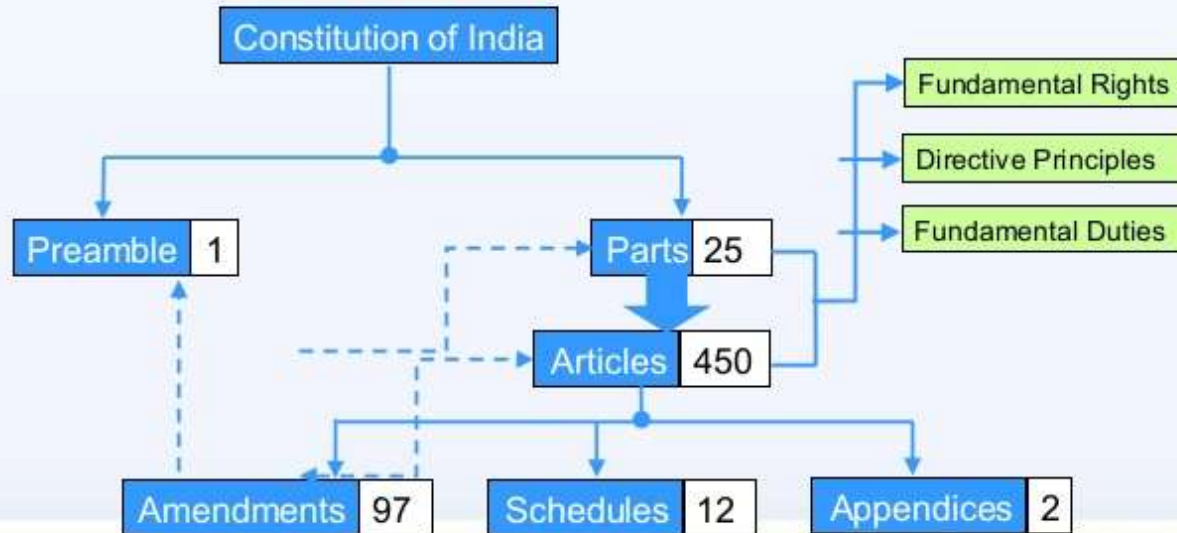 Constitution of India
Fundamental Rights
Directive Principles
Fundamental Duties
Preamble 1
Parts 25
Articles 450
Amendments 97
Schedules 12
Appendices 2